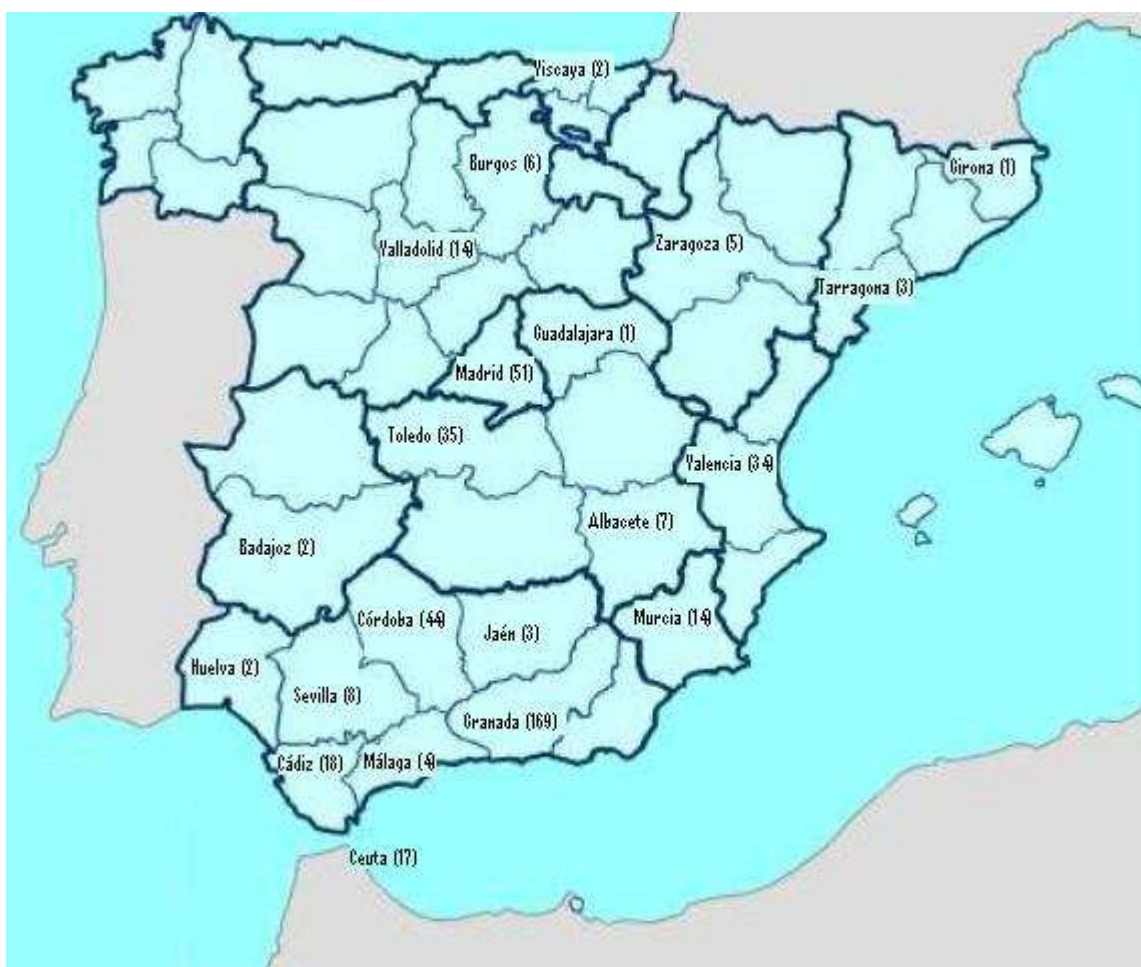 Viscaya (2)
Burgos (6)
Girona (1)
Valladolid (14)
Zaragoza (5)
Tarragona (3)
Guadalajara (1)
Madrid (51)
Toledo (35)
Valencia (34)
Albacete (7)
Badajoz (2)
Córdoba (44)
Jaén (3)
Murcia (14)
Huelva (2)
Sevilla (8)
Granada (169)
Cádiz (18)
Málaga (4)
Ceuta (17)